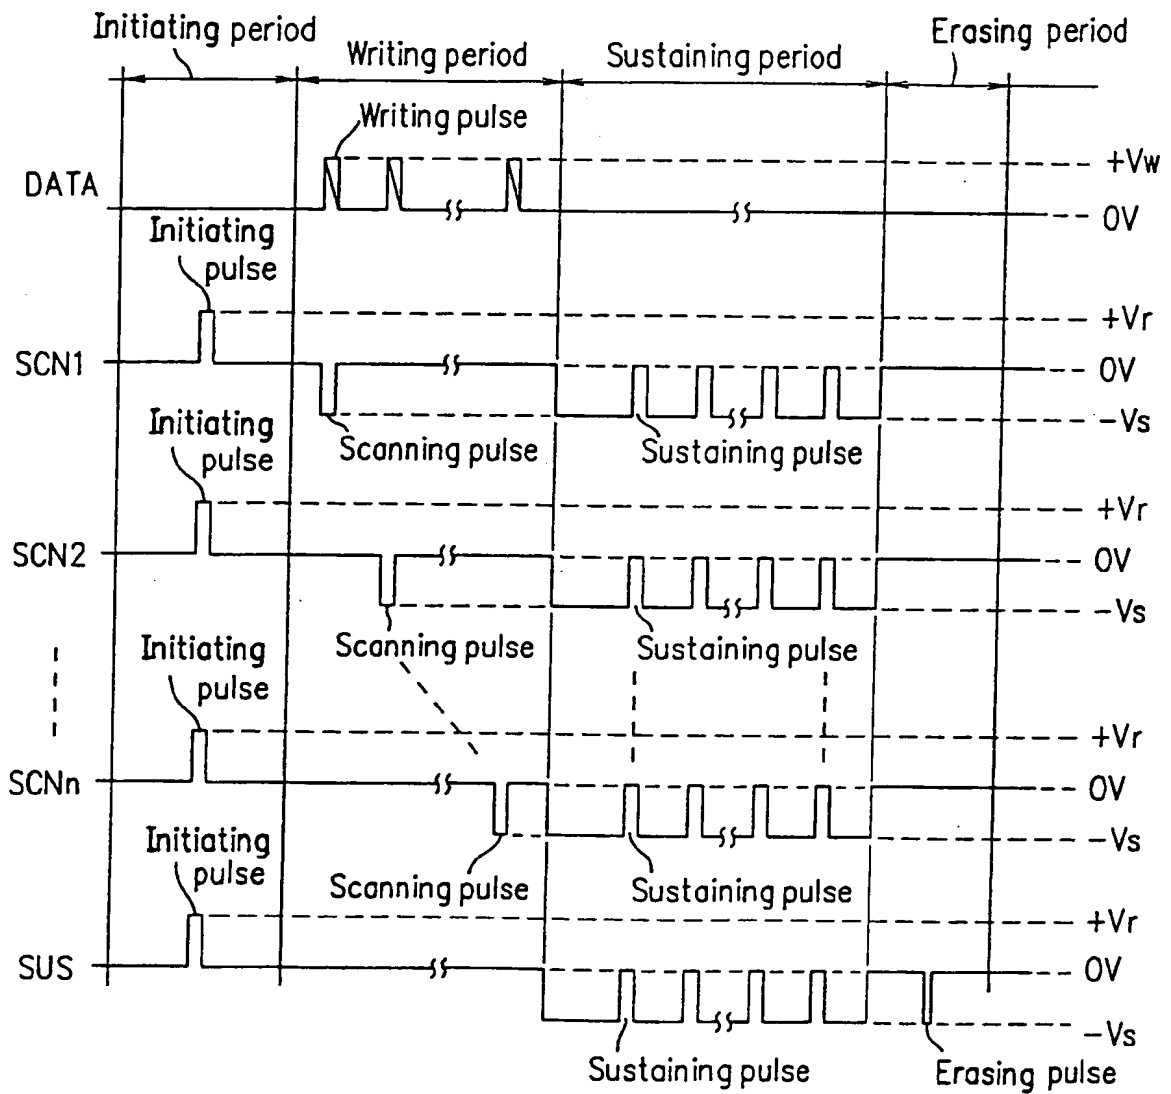 Initiating period
Writing period
Sustaining period
Erasing period
Writing pulse
+Vw
DATA
0V
Initiating
pulse
+Vr
SCN1
0V
-Vs
Scanning pulse
Sustaining pulse
Initiating
pulse
+Vr
SCN2
0V
-Vs
Scanning pulse
Sustaining pulse
Initiating
pulse
+Vr
SCNn
0V
-Vs
Scanning pulse
Sustaining pulse
Initiating
pulse
+Vr
SUS
0V
-Vs
Sustaining pulse
Erasing pulse